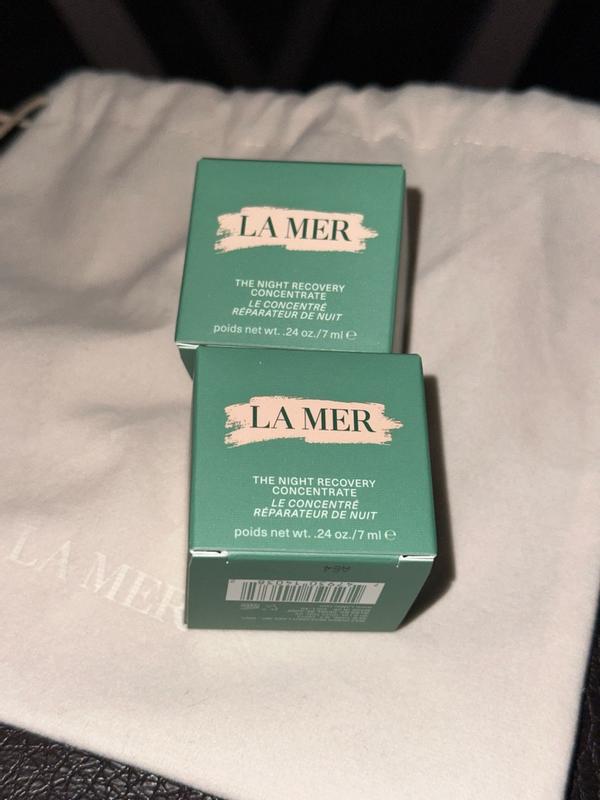 LA MER
THE NIGHT RECOVERY
CONCENTRATE
LE CONCENTRÉ
RÉPARATEUR DE NUIT
poids net wt. .24 oz./7 ml ℮
LA MER
THE NIGHT RECOVERY
CONCENTRATE
LE CONCENTRÉ
RÉPARATEUR DE NUIT
poids net wt. .24 oz./7 ml ℮
LA MER